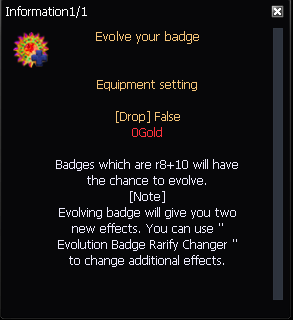 Information1/1
Evolve your badge
Equipment setting
[Drop] False
0Gold
Badges which are r8+10 will have
the chance to evolve.
[Note]
Evolving badge will give you two
new effects. You can use "
Evolution Badge Rarify Changer "
to change additional effects.